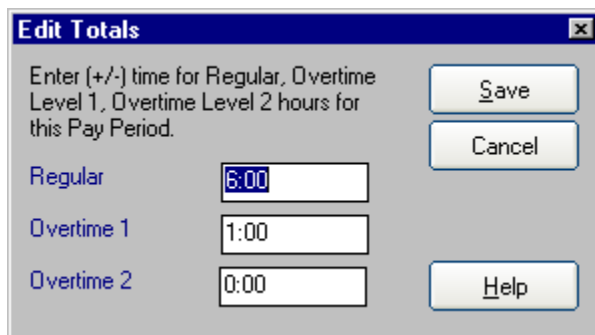 Edit Totals
Enter (+/-) time for Regular, Overtime
Level 1, Overtime Level 2 hours for
this Pay Period.
Save
Cancel
Regular 6:00
Overtime 1 1:00
Overtime 2 0:00
Help